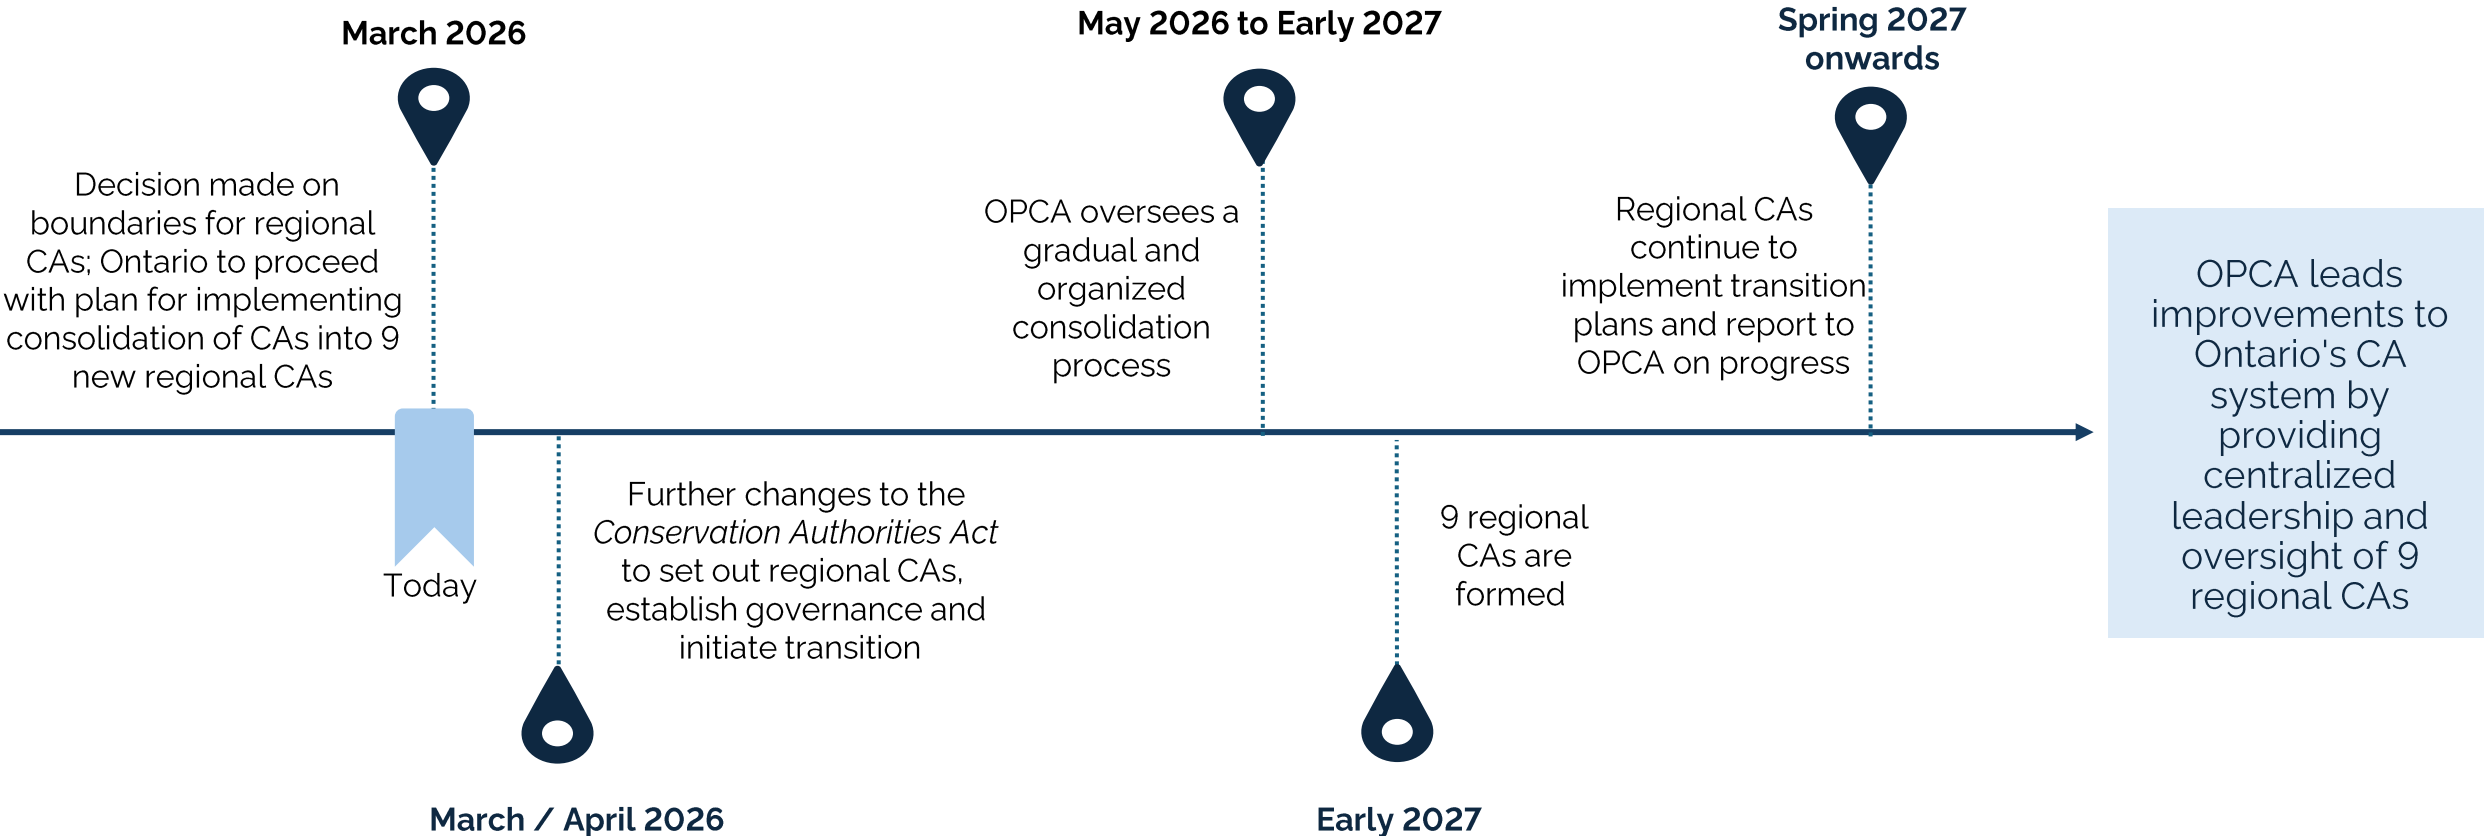 March 2026
Decision made on
boundaries for regional
CAs; Ontario to proceed
with plan for implementing
consolidation of CAs into 9
new regional CAs
Today
Further changes to the
Conservation Authorities Act
to set out regional CAs,
establish governance and
initiate transition
March / April 2026
May 2026 to Early 2027
OPCA oversees a
gradual and
organized
consolidation
process
9 regional
CAs are
formed
Early 2027
Spring 2027
onwards
Regional CAs
continue to
implement transition
plans and report to
OPCA on progress
OPCA leads
improvements to
Ontario's CA
system by
providing
centralized
leadership and
oversight of 9
regional CAs